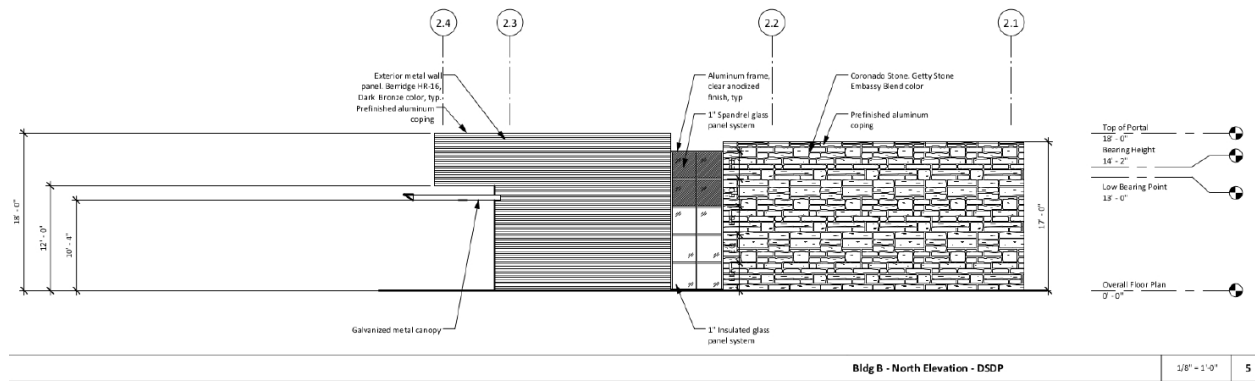 2.4
2.3
2.2
2.1
Exterior metal wall
panel. Berridge HR-16,
Dark Bronze color, typ.
Prefinished aluminum
coping
Aluminum frame,
clear anodized
finish, typ
1" Spandrel glass
panel system
Coronado Stone. Getty Stone
Embassy Blend color
Prefinished aluminum
coping
Top of Portal
18' - 0"
Bearing Height
14' - 2"
Low Bearing Point
13' - 0"
18' - 0"
12' - 0"
10' - 4"
17' - 0"
Overall Floor Plan
0' - 0"
Galvanized metal canopy
1" Insulated glass
panel system
Bldg B - North Elevation - DSDP
1/8" = 1'-0"
5